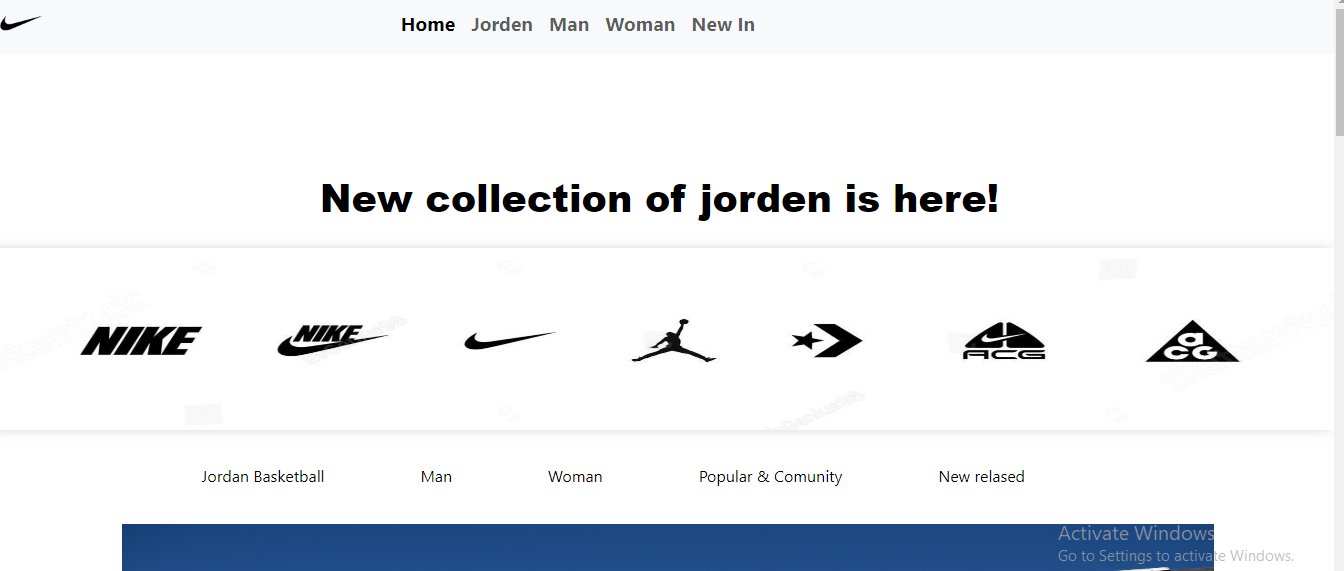 Home Jorden Man Woman New In
New collection of jorden is here!
NIKE NIKE ACG aCG
Jordan Basketball Man Woman Popular & Comunity New relased
Activate Windows
Go to Settings to activate Windows.